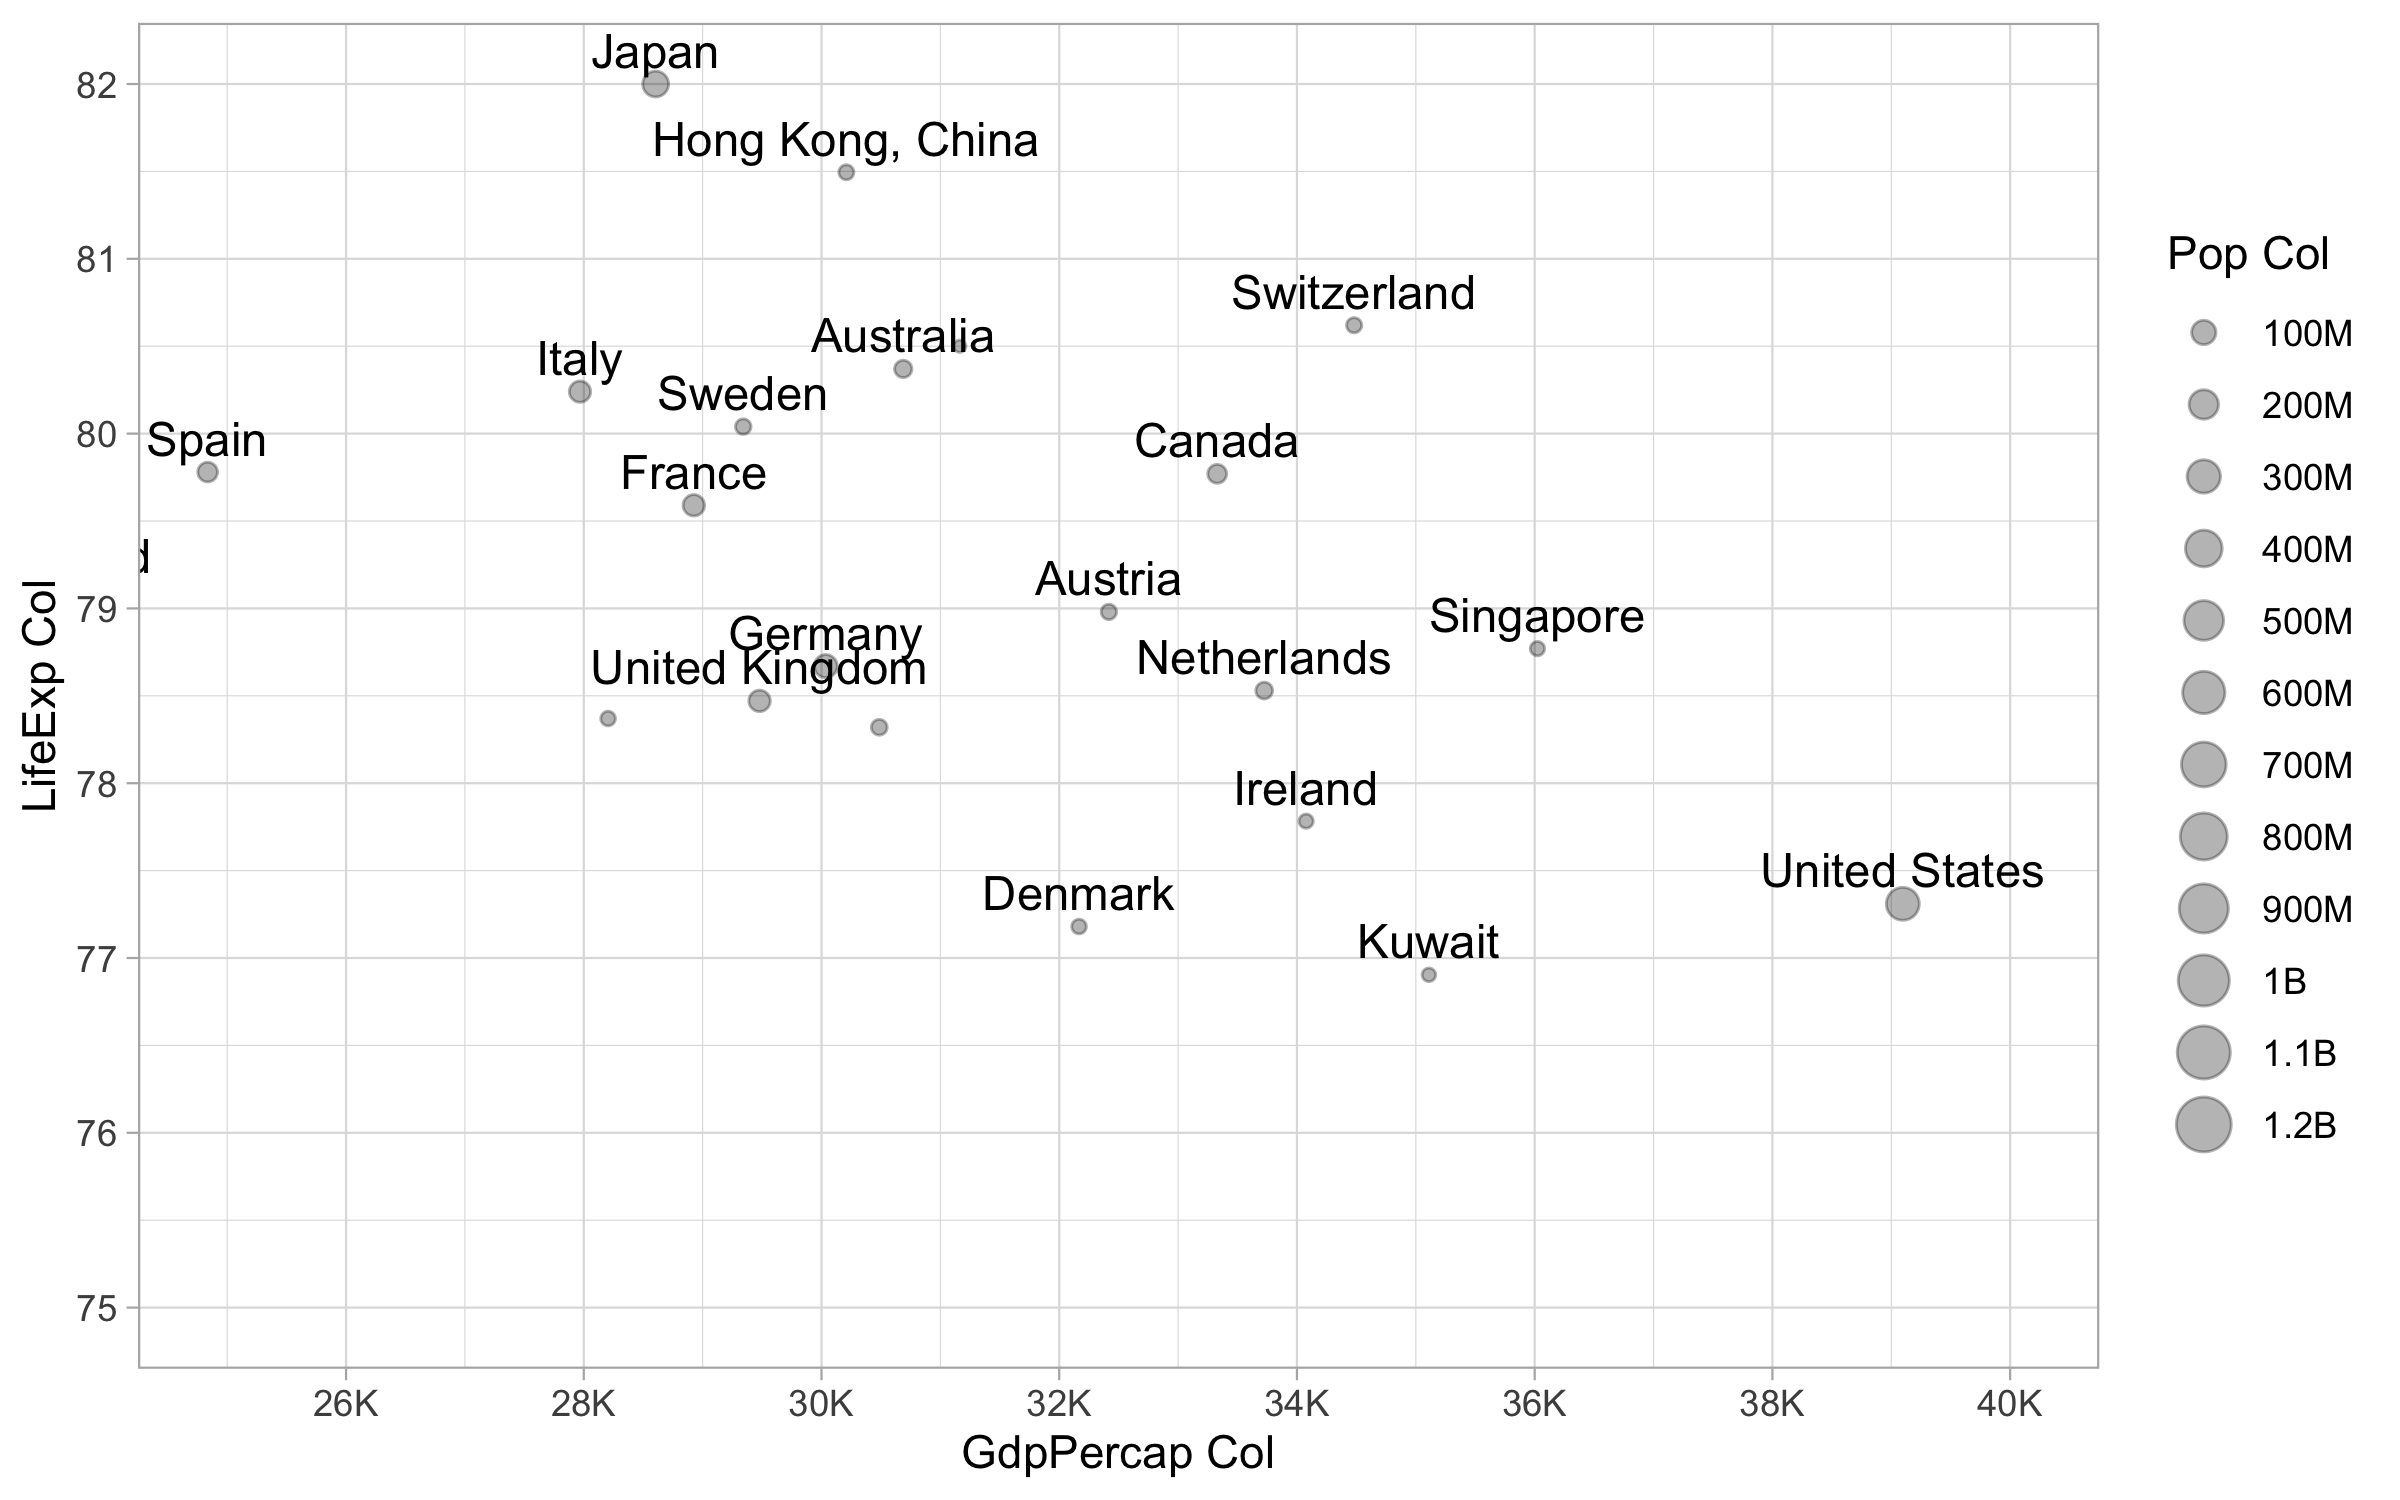 Japan
Hong Kong, China
Switzerland
Australia
Italy
Sweden
Spain
Canada
France
d
Austria
Singapore
Germany
Netherlands
United Kingdom
Ireland
United States
Denmark
Kuwait
82
81
80
79
78
77
76
75
LifeExp Col
26K
28K
30K
32K
34K
36K
38K
40K
GdpPercap Col
Pop Col
100M
200M
300M
400M
500M
600M
700M
800M
900M
1B
1.1B
1.2B